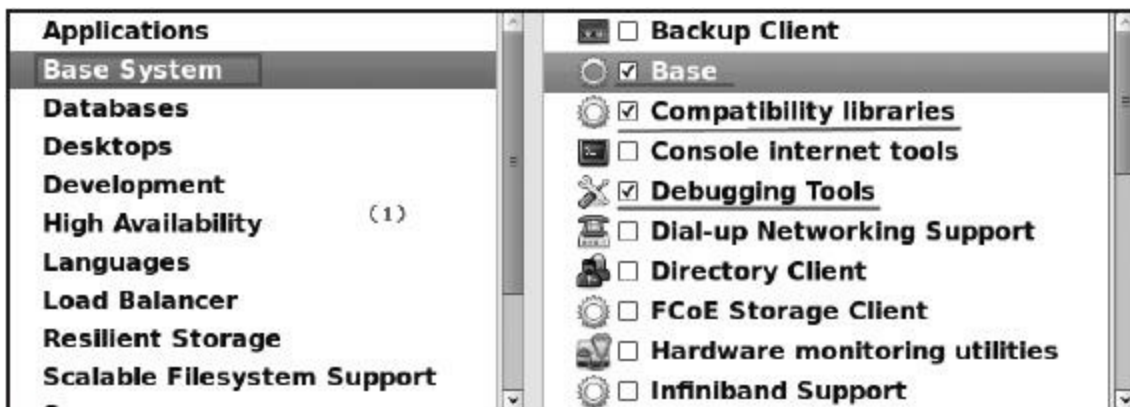 Applications
Base System
Databases
Desktops
Development
High Availability
(1)
Languages
Load Balancer
Resilient Storage
Scalable Filesystem Support
Backup Client
Base
Compatibility libraries
Console internet tools
Debugging Tools
Dial-up Networking Support
Directory Client
FCoE Storage Client
Hardware monitoring utilities
Infiniband Support